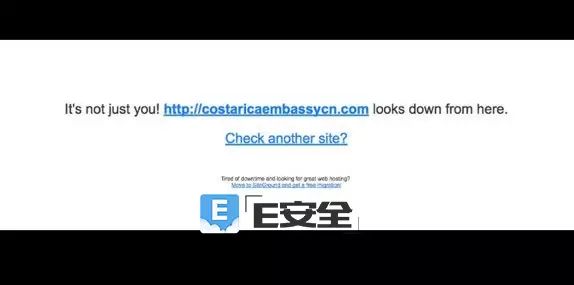 It's not just you! http://costaricaembassycn.com looks down from here.
Check another site?
Tired of downtime and looking for great web hosting?
Move to SiteGround and get a free migration!
E「E安全」